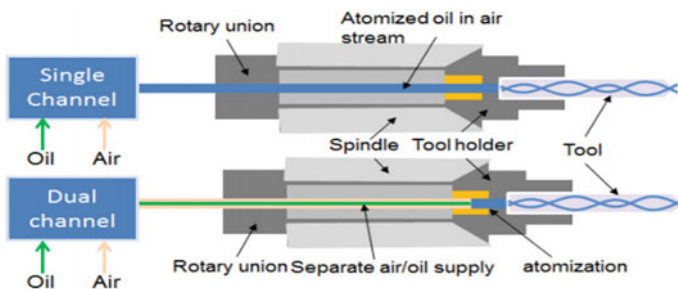 Rotary union
Atomized oil in air
stream
Single
Channel
Oil
Air
Spindle
Tool holder
Tool
Dual
channel
Oil
Air
Rotary union
Separate air/oil supply
atomization